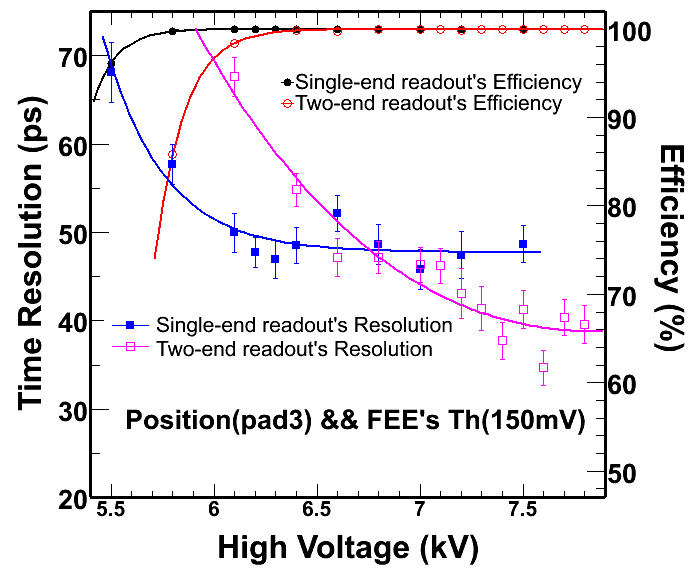 Time Resolution (ps)
70
60
50
40
30
20
Single-end readout's Efficiency
Two-end readout's Efficiency
Single-end readout's Resolution
Two-end readout's Resolution
Position(pad3) && FEE's Th(150mV)
100
90
80
70
60
50
Efficiency (%)
5.5 6 6.5 7 7.5
High Voltage (kV)